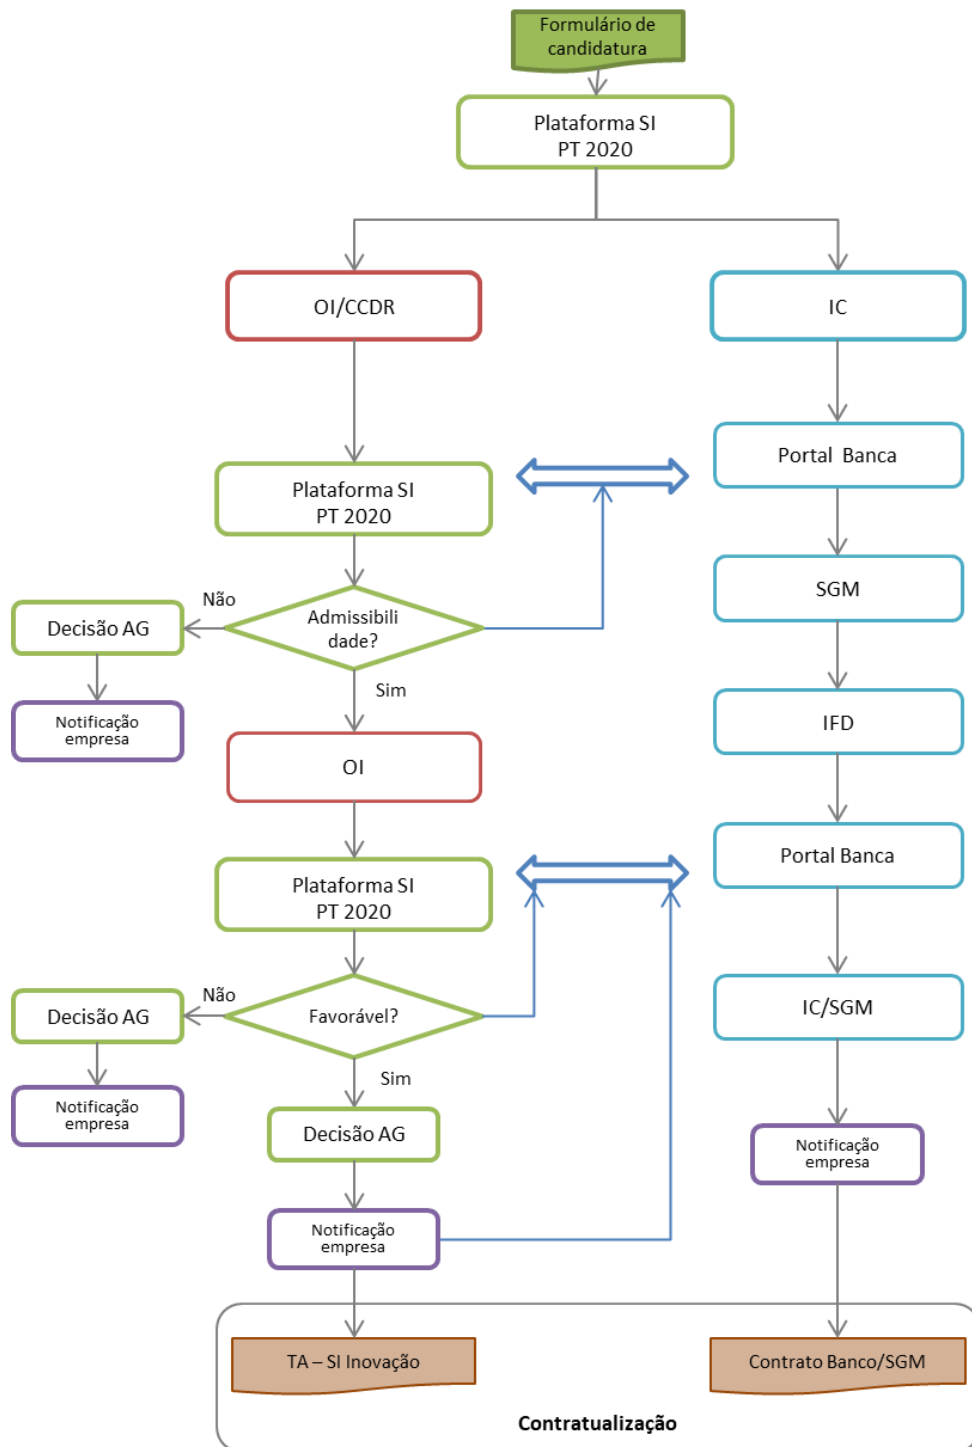 Formulário de
candidatura
Plataforma SI
PT 2020
OI/CCDR
IC
Portal Banca
Plataforma SI
PT 2020
SGM
Não
Admissibili
dade?
Decisão AG
Sim
Notificação
empresa
IFD
OI
Portal Banca
Plataforma SI
PT 2020
Não
IC/SGM
Decisão AG
Favorável?
Sim
Notificação
empresa
Decisão AG
Notificação
empresa
Notificação
empresa
TA – SI Inovação
Contrato Banco/SGM
Contratualização